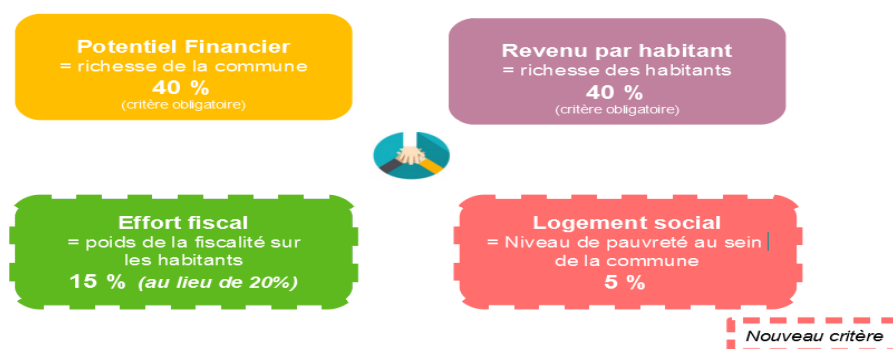 Potentiel Financier
= richesse de la commune
40 %
(critère obligatoire)
Revenu par habitant
= richesse des habitants
40 %
(critère obligatoire)
Effort fiscal
= poids de la fiscalité sur
les habitants
15 % (au lieu de 20%)
Logement social
= Niveau de pauvreté au sein
de la commune
5 %
Nouveau critère